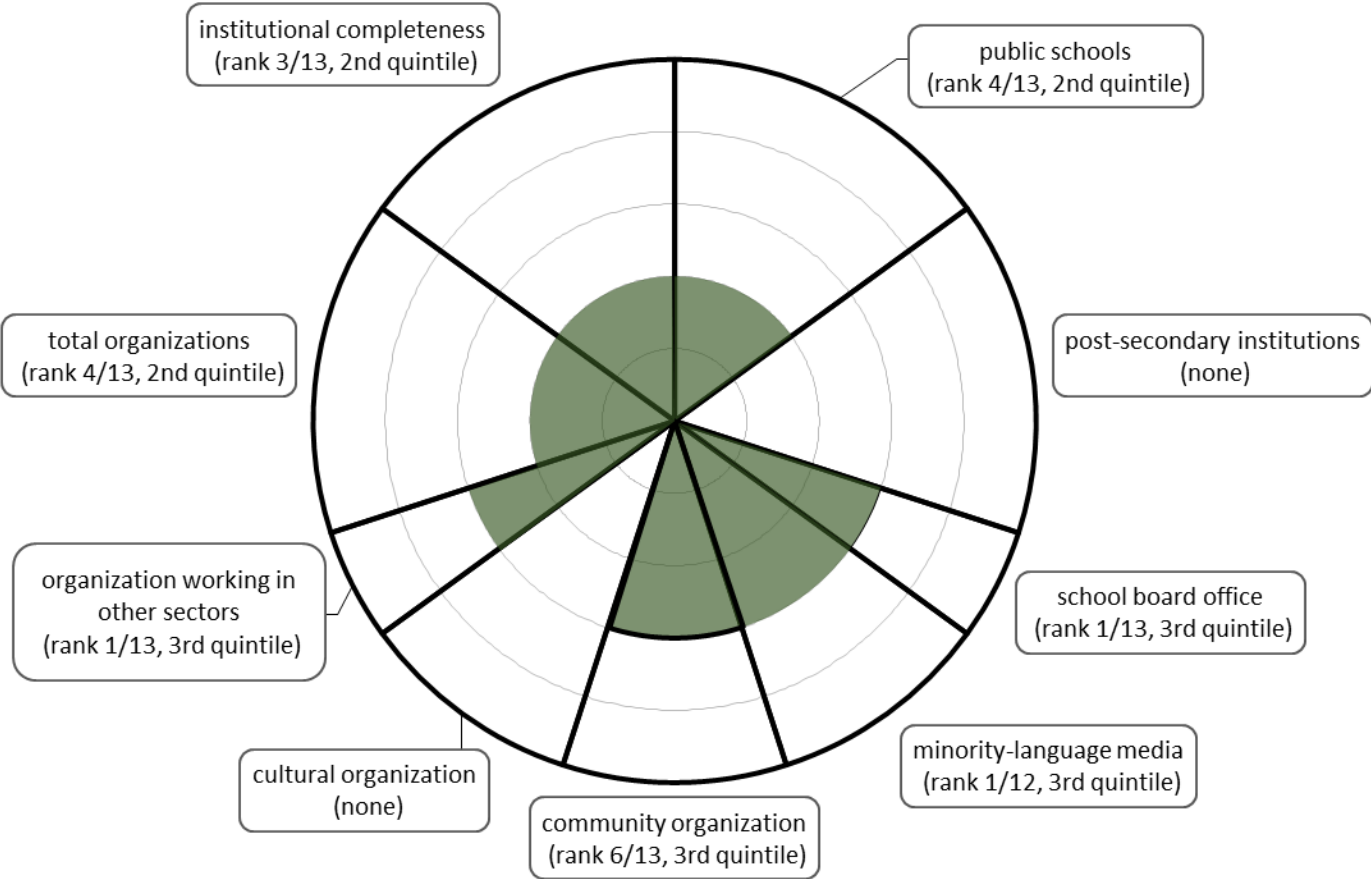 institutional completeness
(rank 3/13, 2nd quintile)
public schools
(rank 4/13, 2nd quintile)
post-secondary institutions
(none)
school board office
(rank 1/13, 3rd quintile)
minority-language media
(rank 1/12, 3rd quintile)
community organization
(rank 6/13, 3rd quintile)
cultural organization
(none)
organization working in
other sectors
(rank 1/13, 3rd quintile)
total organizations
(rank 4/13, 2nd quintile)